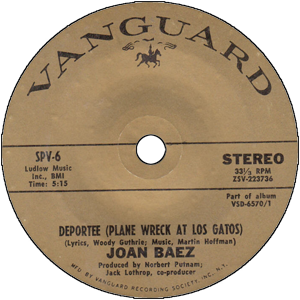 VANGUARD
SPV-6
Ludlow Music
Inc., BMI
Time: 5:15
STEREO
33⅓ RPM
ZSV-223736
Part of album
VSD-6570/1
DEPORTEE (PLANE WRECK AT LOS GATOS)
(Lyrics, Woody Guthrie; Music, Martin Hoffman)
JOAN BAEZ
Produced by Norbert Putnam;
Jack Lothrop, co-producer
MFG. BY VANGUARD RECORDING SOCIETY, INC. N.Y.